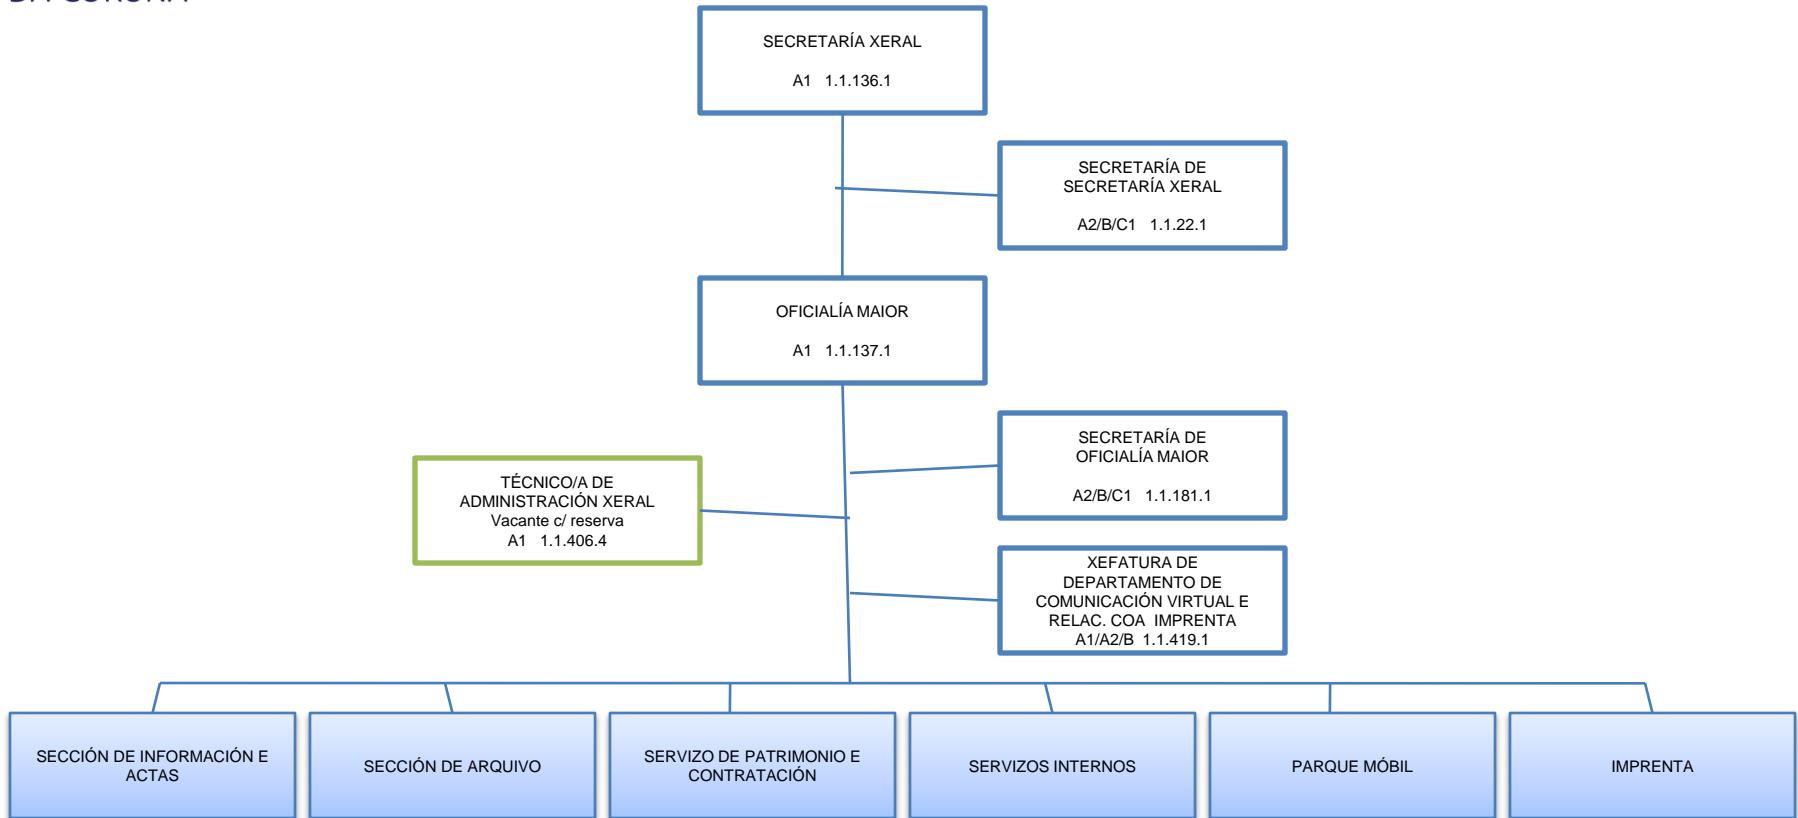 DA CORUÑA
SECRETARÍA XERAL
A1 1.1.136.1
SECRETARÍA DE
SECRETARÍA XERAL
A2/B/C1 1.1.22.1
OFICIALÍA MAIOR
A1 1.1.137.1
SECRETARÍA DE
OFICIALÍA MAIOR
A2/B/C1 1.1.181.1
TÉCNICO/A DE
ADMINISTRACIÓN XERAL
Vacante c/ reserva
A1 1.1.406.4
XEFATURA DE
DEPARTAMENTO DE
COMUNICACIÓN VIRTUAL E
RELAC. COA IMPRENTA
A1/A2/B 1.1.419.1
SECCIÓN DE INFORMACIÓN E
ACTAS
SECCIÓN DE ARQUIVO
SERVIZO DE PATRIMONIO E
CONTRATACIÓN
SERVIZOS INTERNOS
PARQUE MÓBIL
IMPRENTA